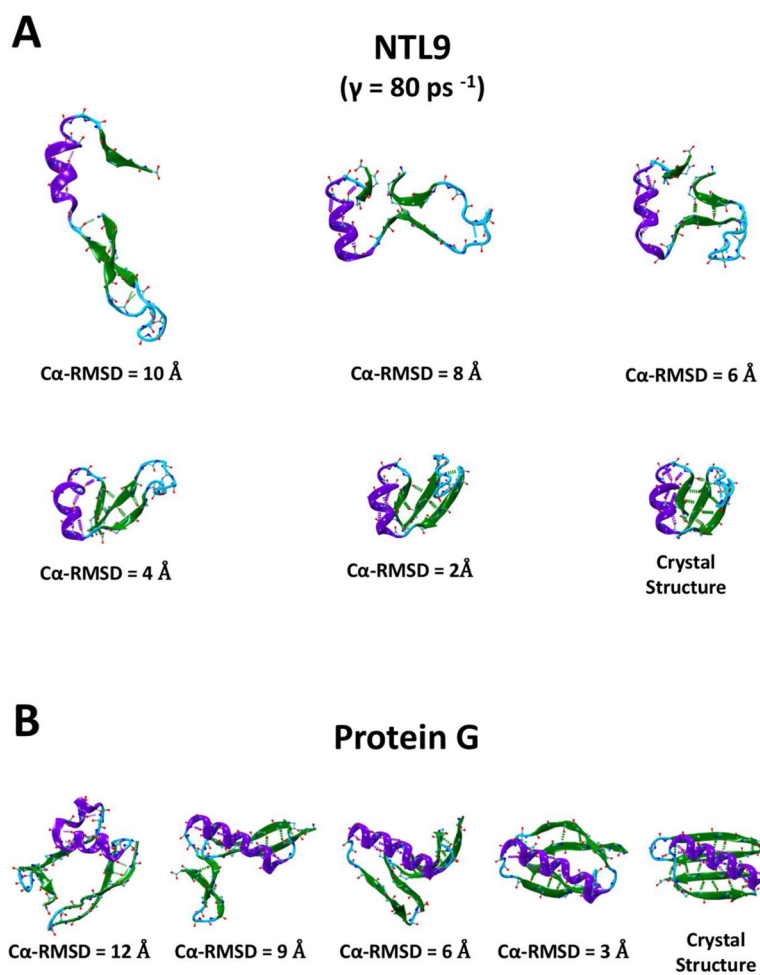 A
NTL9
(γ = 80 ps ⁻¹)
Cα-RMSD = 10 Å
Cα-RMSD = 8 Å
Cα-RMSD = 6 Å
Cα-RMSD = 4 Å
Cα-RMSD = 2Å
Crystal
Structure
B
Protein G
Cα-RMSD = 12 Å
Cα-RMSD = 9 Å
Cα-RMSD = 6 Å
Cα-RMSD = 3 Å
Crystal
Structure